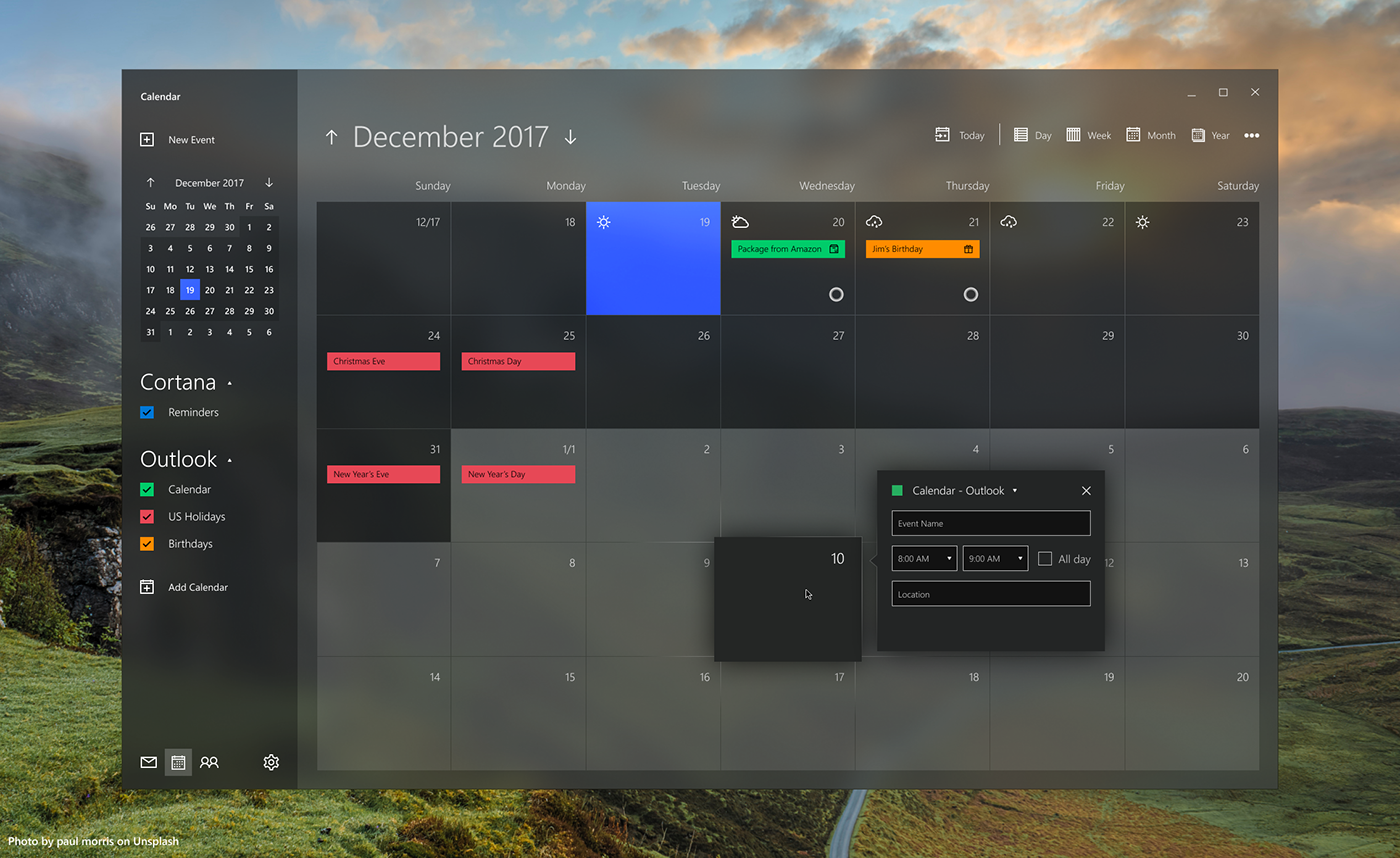 Calendar
New Event
December 2017
Su Mo Tu We Th Fr Sa
26 27 28 29 30 1 2
3 4 5 6 7 8 9
10 11 12 13 14 15 16
17 18 19 20 21 22 23
24 25 26 27 28 29 30
31 1 2 3 4 5 6
Cortana
Reminders
Outlook
Calendar
US Holidays
Birthdays
Add Calendar
December 2017
Today Day Week Month Year
Sunday Monday Tuesday Wednesday Thursday Friday Saturday
12/17 18 19 20 21 22 23
Package from Amazon Jim's Birthday
24 25 26 27 28 29 30
Christmas Eve Christmas Day
31 1/1 2 3 4 5 6
New Year's Eve New Year's Day
Calendar - Outlook
Event Name
8:00 AM 9:00 AM All day
Location
7 8 9 10 12 13
14 15 16 17 18 19 20
Photo by paul morris on Unsplash